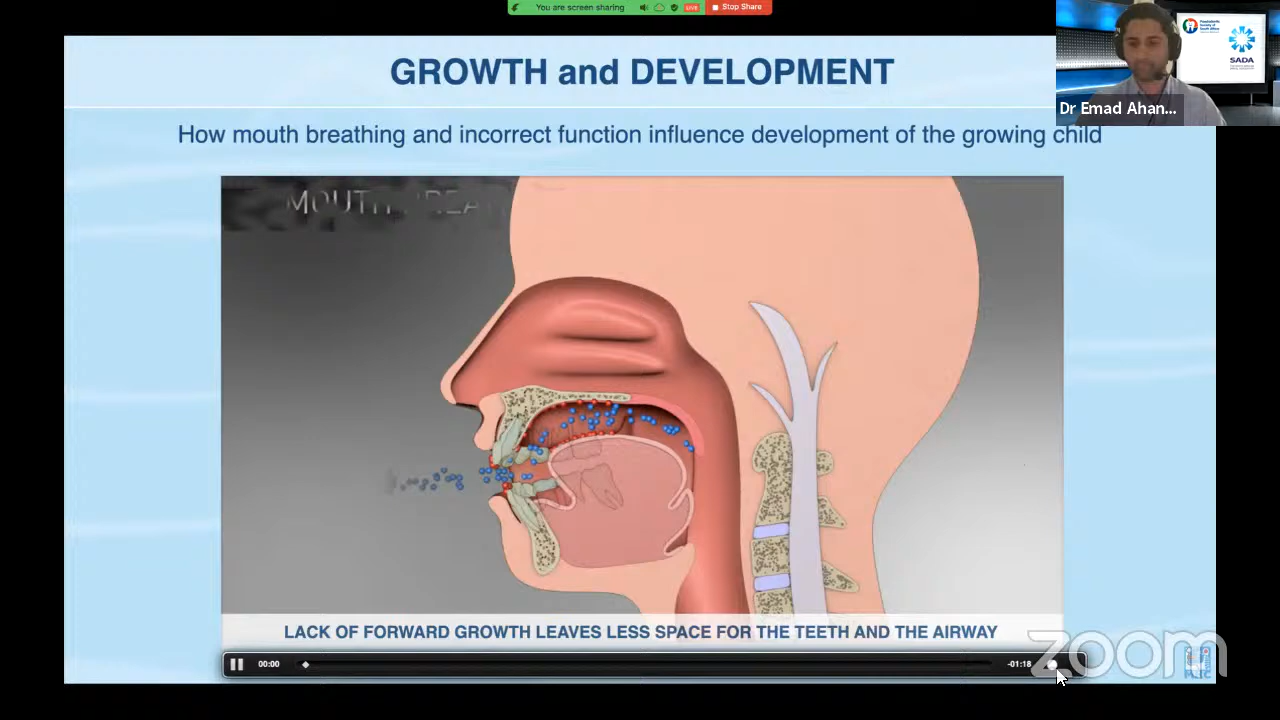 You are screen sharing
LIVE
Stop Share
GROWTH and DEVELOPMENT
SADA
Dr Emad Ahan...
How mouth breathing and incorrect function influence development of the growing child
LACK OF FORWARD GROWTH LEAVES LESS SPACE FOR THE TEETH AND THE AIRWAY
00:00
-01:18
zoom